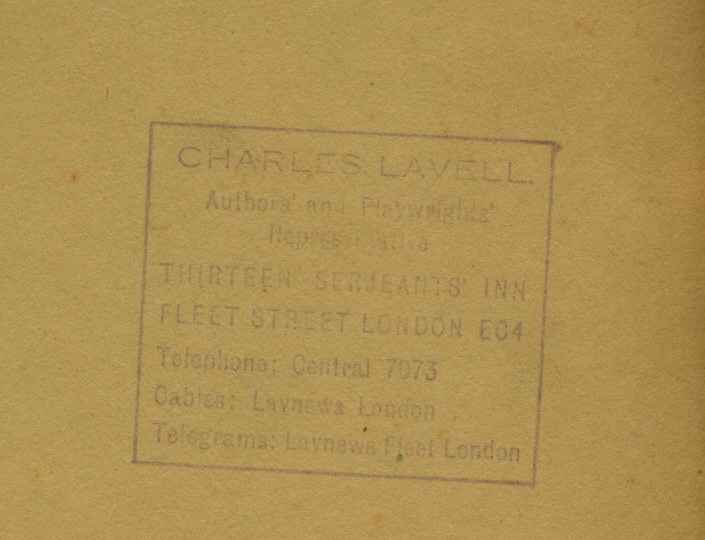 CHARLES LAVELL.
Authors' and Playwrights'
Representative
THIRTEEN SERJEANTS' INN
FLEET STREET LONDON EC4
Telephone: Central 7073
Cables: Lavnews London
Telegrams: Lavnews Fleet London